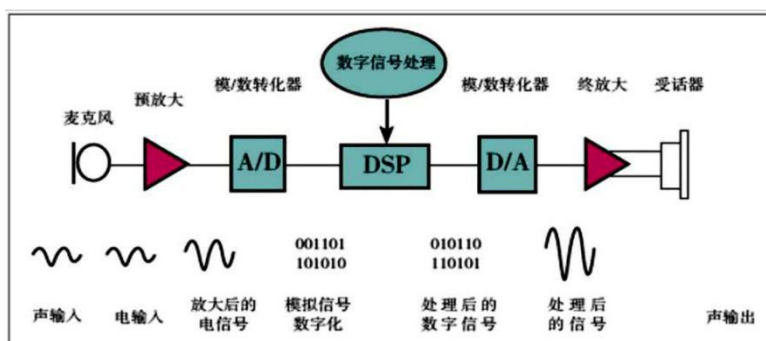 数字信号处理
模/数转化器
模/数转化器
终放大
受话器
预放大
麦克风
A/D
DSP
D/A
001101
101010
010110
110101
声输入
电输入
放大后的
电信号
模拟信号
数字化
处理后的
数字信号
处理后
的信号
声输出